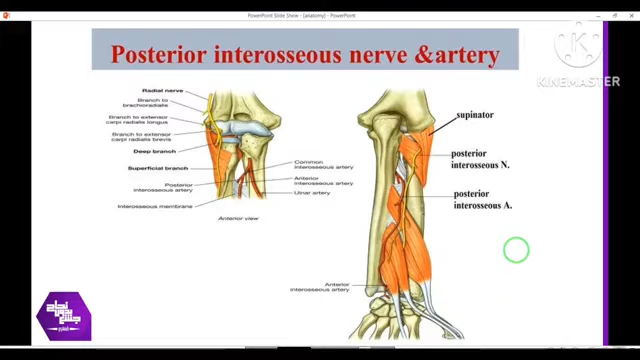 PowerPoint Slide Show - [anatomy] - PowerPoint
Posterior interosseous nerve &artery
KINEMASTER
Radial nerve
Branch to
brachioradialis
Branch to extensor
carpi radialis longus
Branch to extensor
carpi radialis brevis
Deep branch
Superficial branch
Posterior
interosseous artery
Interosseous membrane
Common
interosseous artery
Anterior
interosseous artery
Ulnar artery
Anterior view
supinator
posterior
interosseous N.
posterior
interosseous A.
Anterior
interosseous artery